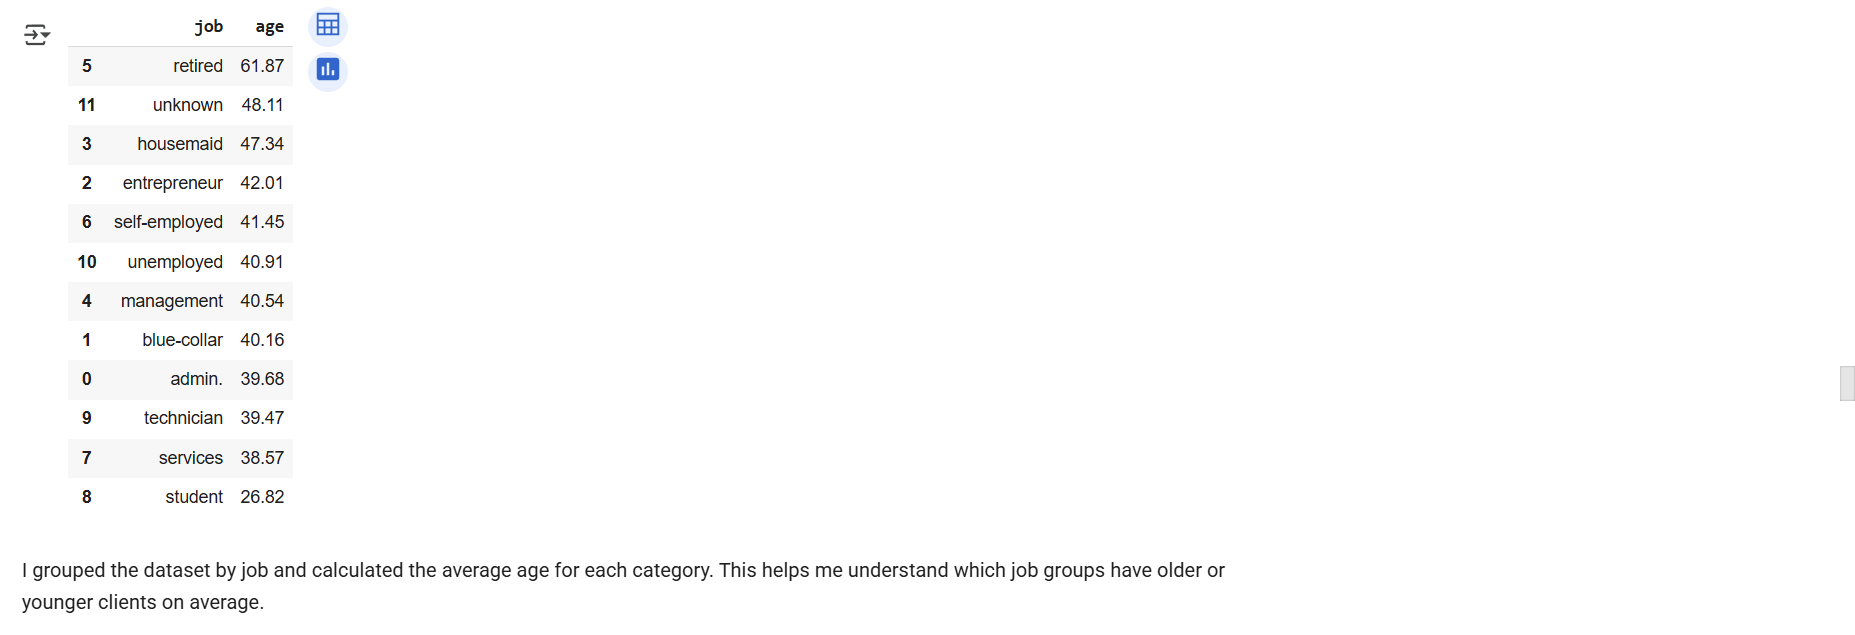 job age
5 retired 61.87
11 unknown 48.11
3 housemaid 47.34
2 entrepreneur 42.01
6 self-employed 41.45
10 unemployed 40.91
4 management 40.54
1 blue-collar 40.16
0 admin. 39.68
9 technician 39.47
7 services 38.57
8 student 26.82
I grouped the dataset by job and calculated the average age for each category. This helps me understand which job groups have older or
younger clients on average.